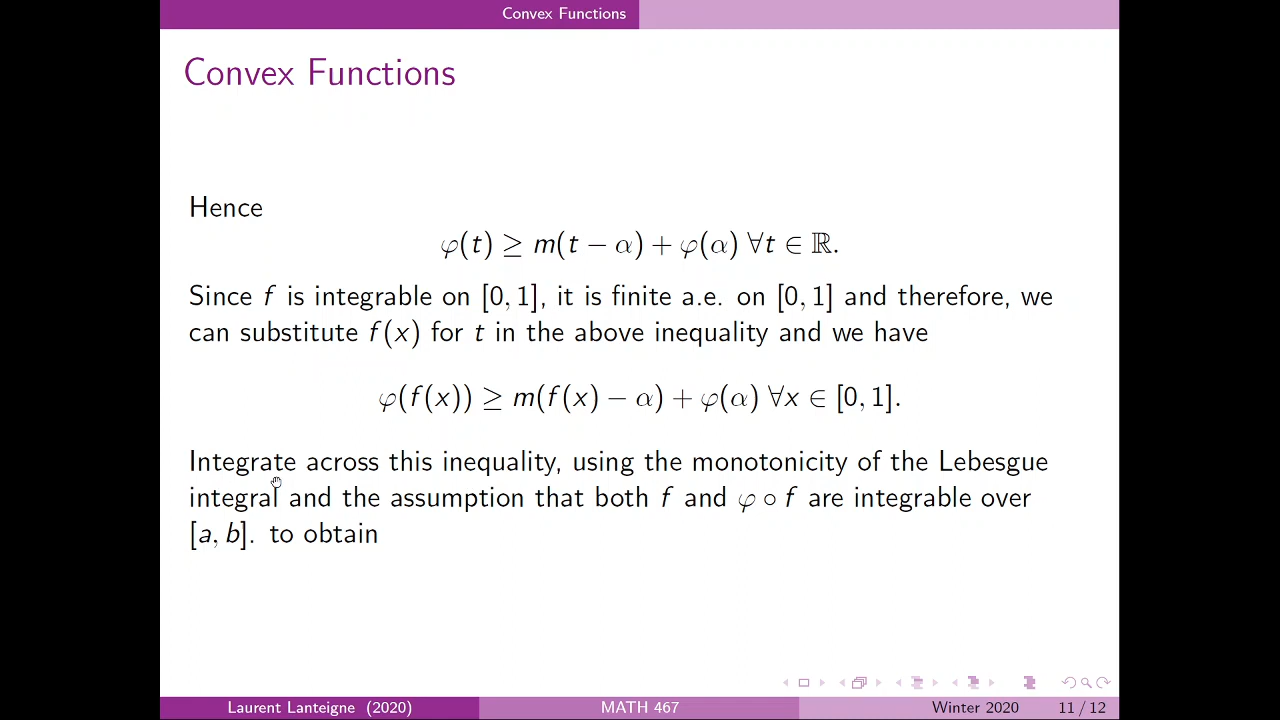 Convex Functions
Convex Functions
Hence
φ(t) ≥ m(t − α) + φ(α) ∀t ∈ ℝ.
Since f is integrable on [0, 1], it is finite a.e. on [0, 1] and therefore, we
can substitute f(x) for t in the above inequality and we have
φ(f(x)) ≥ m(f(x) − α) + φ(α) ∀x ∈ [0, 1].
Integrate across this inequality, using the monotonicity of the Lebesgue
integral and the assumption that both f and φ ∘ f are integrable over
[a, b]. to obtain
Laurent Lanteigne (2020) MATH 467 Winter 2020 11 / 12